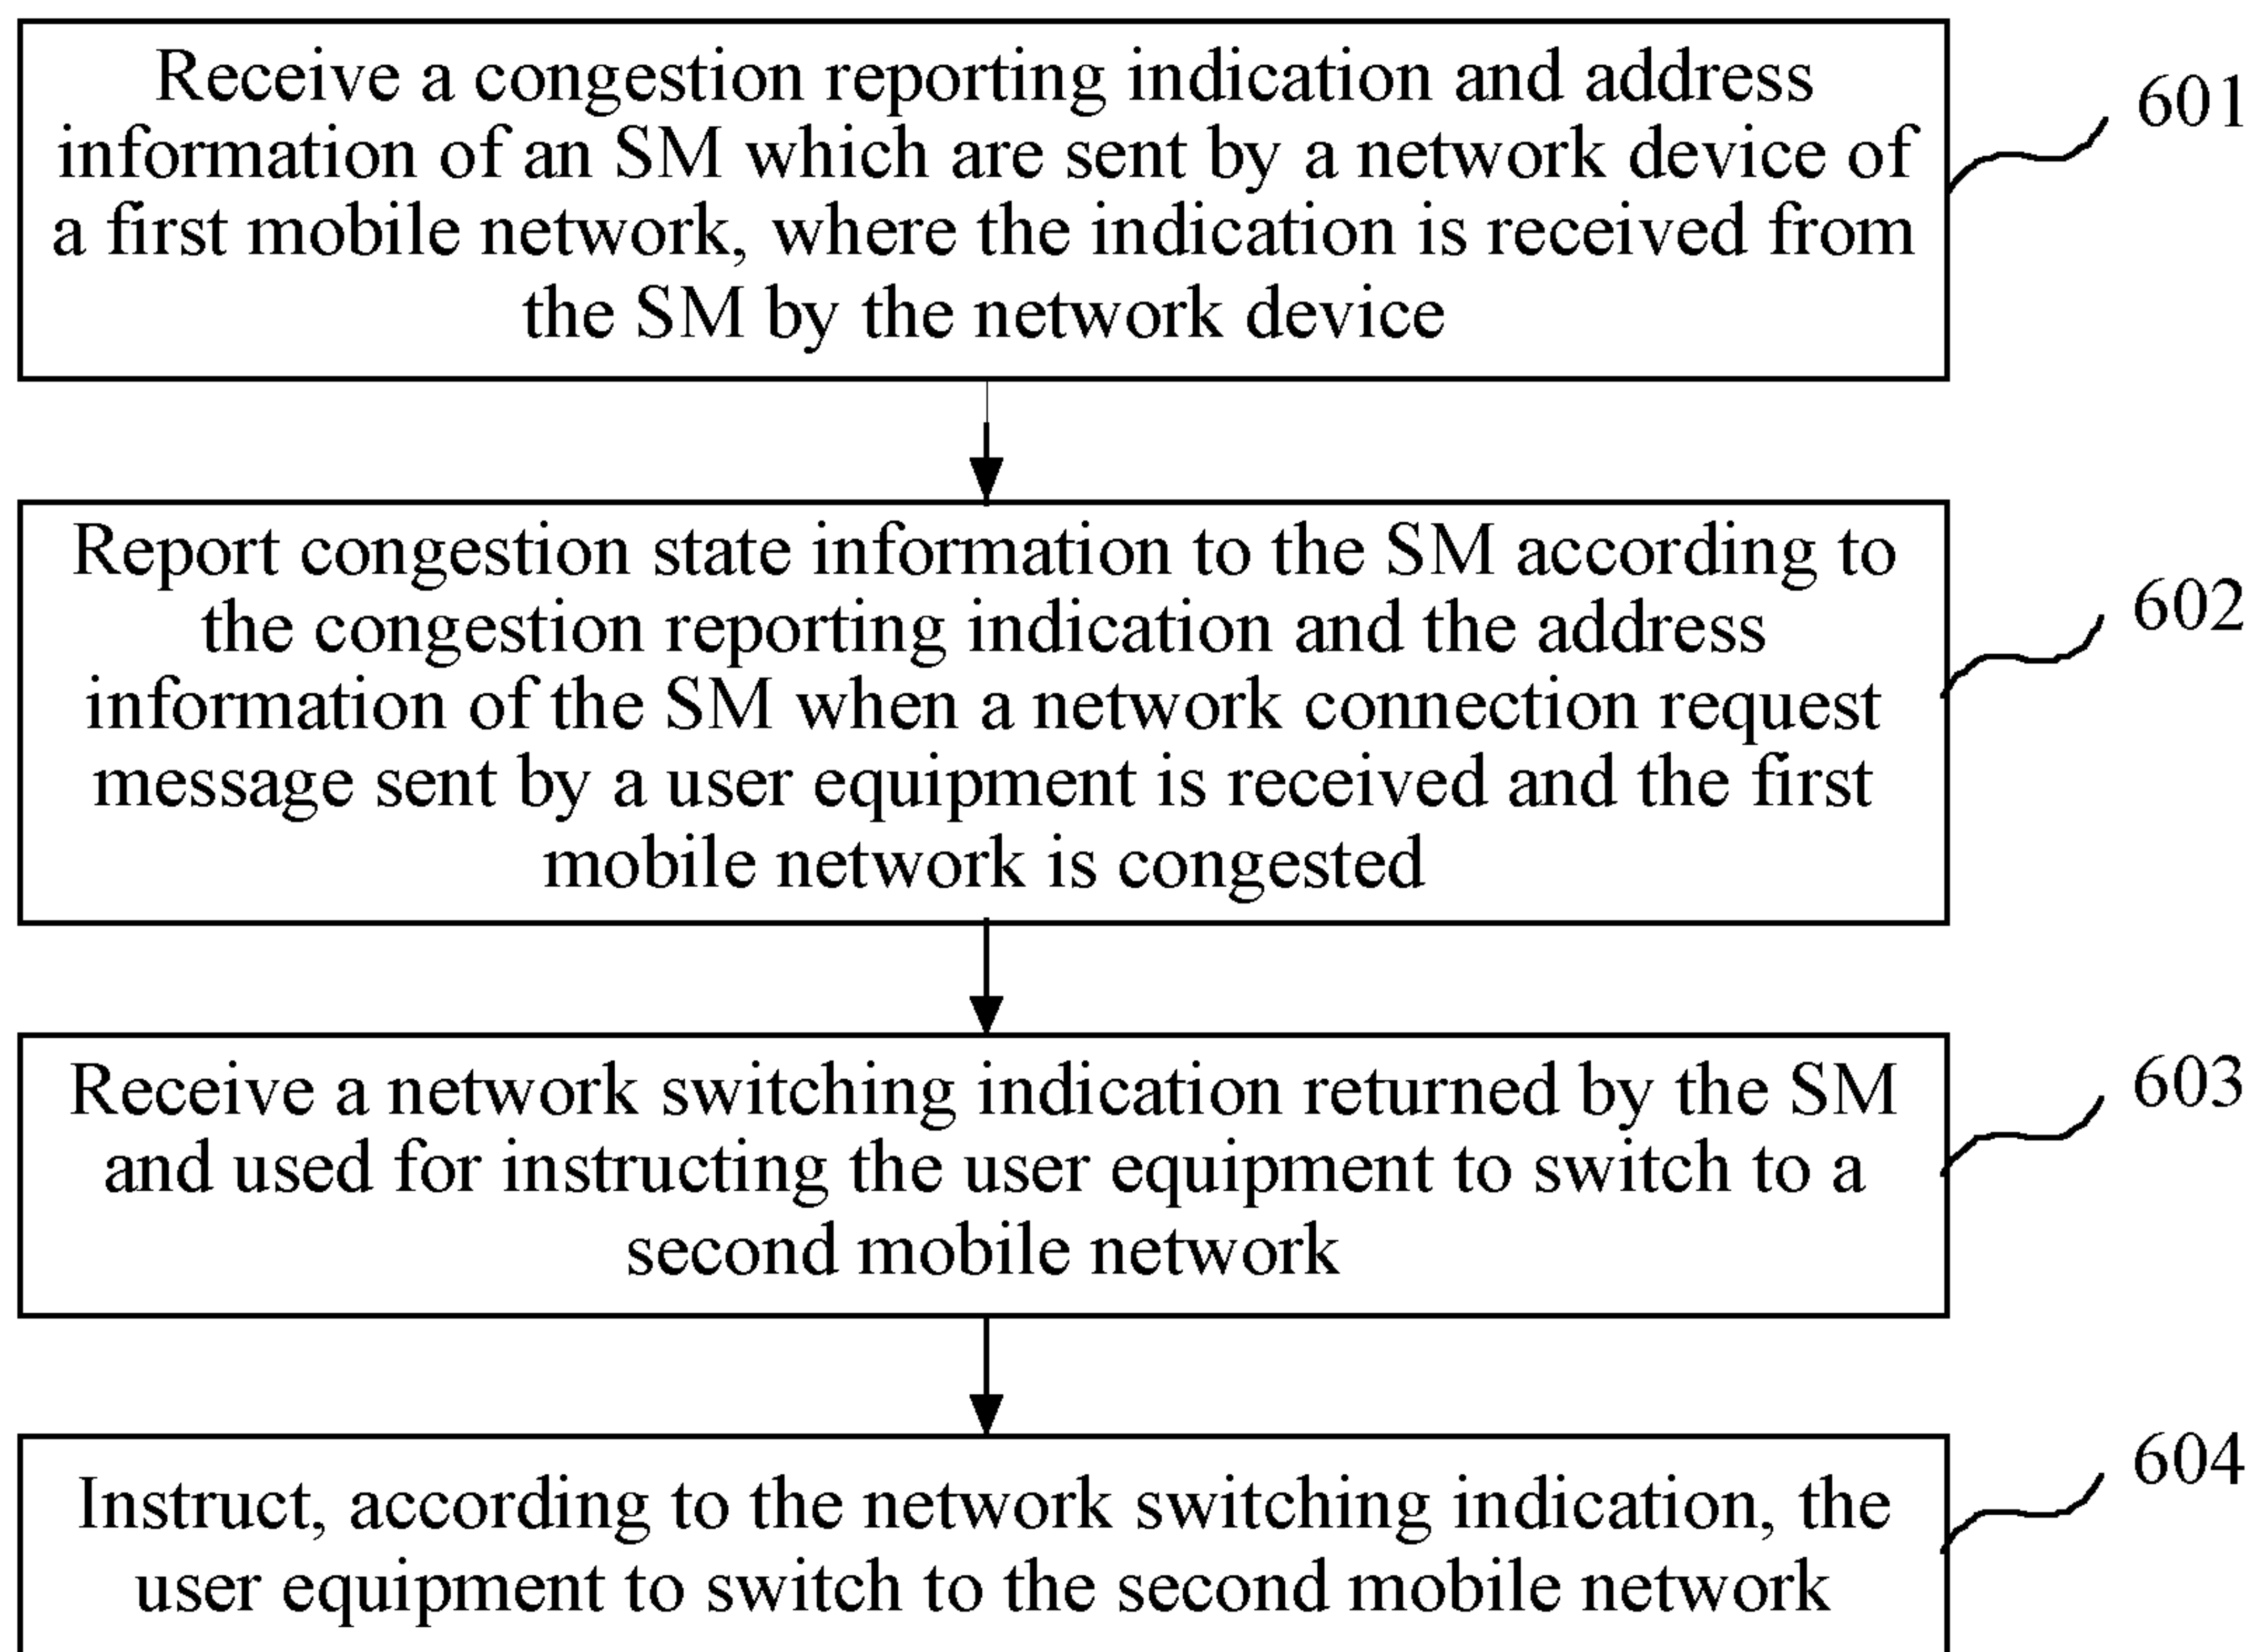 Receive a congestion reporting indication and address
information of an SM which are sent by a network device of
a first mobile network, where the indication is received from
the SM by the network device
601
Report congestion state information to the SM according to
the congestion reporting indication and the address
information of the SM when a network connection request
message sent by a user equipment is received and the first
mobile network is congested
602
Receive a network switching indication returned by the SM
and used for instructing the user equipment to switch to a
second mobile network
603
Instruct, according to the network switching indication, the
user equipment to switch to the second mobile network
604